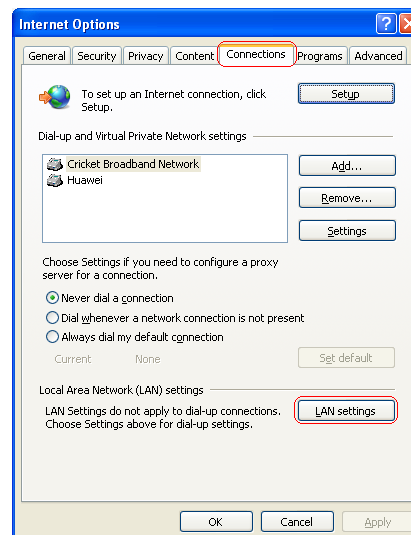 Internet Options
?
General Security Privacy Content Connections Programs Advanced
To set up an Internet connection, click
Setup.
Setup
Dial-up and Virtual Private Network settings
Cricket Broadband Network
Huawei
Add...
Remove...
Settings
Choose Settings if you need to configure a proxy
server for a connection.
Never dial a connection
Dial whenever a network connection is not present
Always dial my default connection
Current None
Set default
Local Area Network (LAN) settings
LAN Settings do not apply to dial-up connections.
Choose Settings above for dial-up settings.
LAN settings
OK Cancel Apply